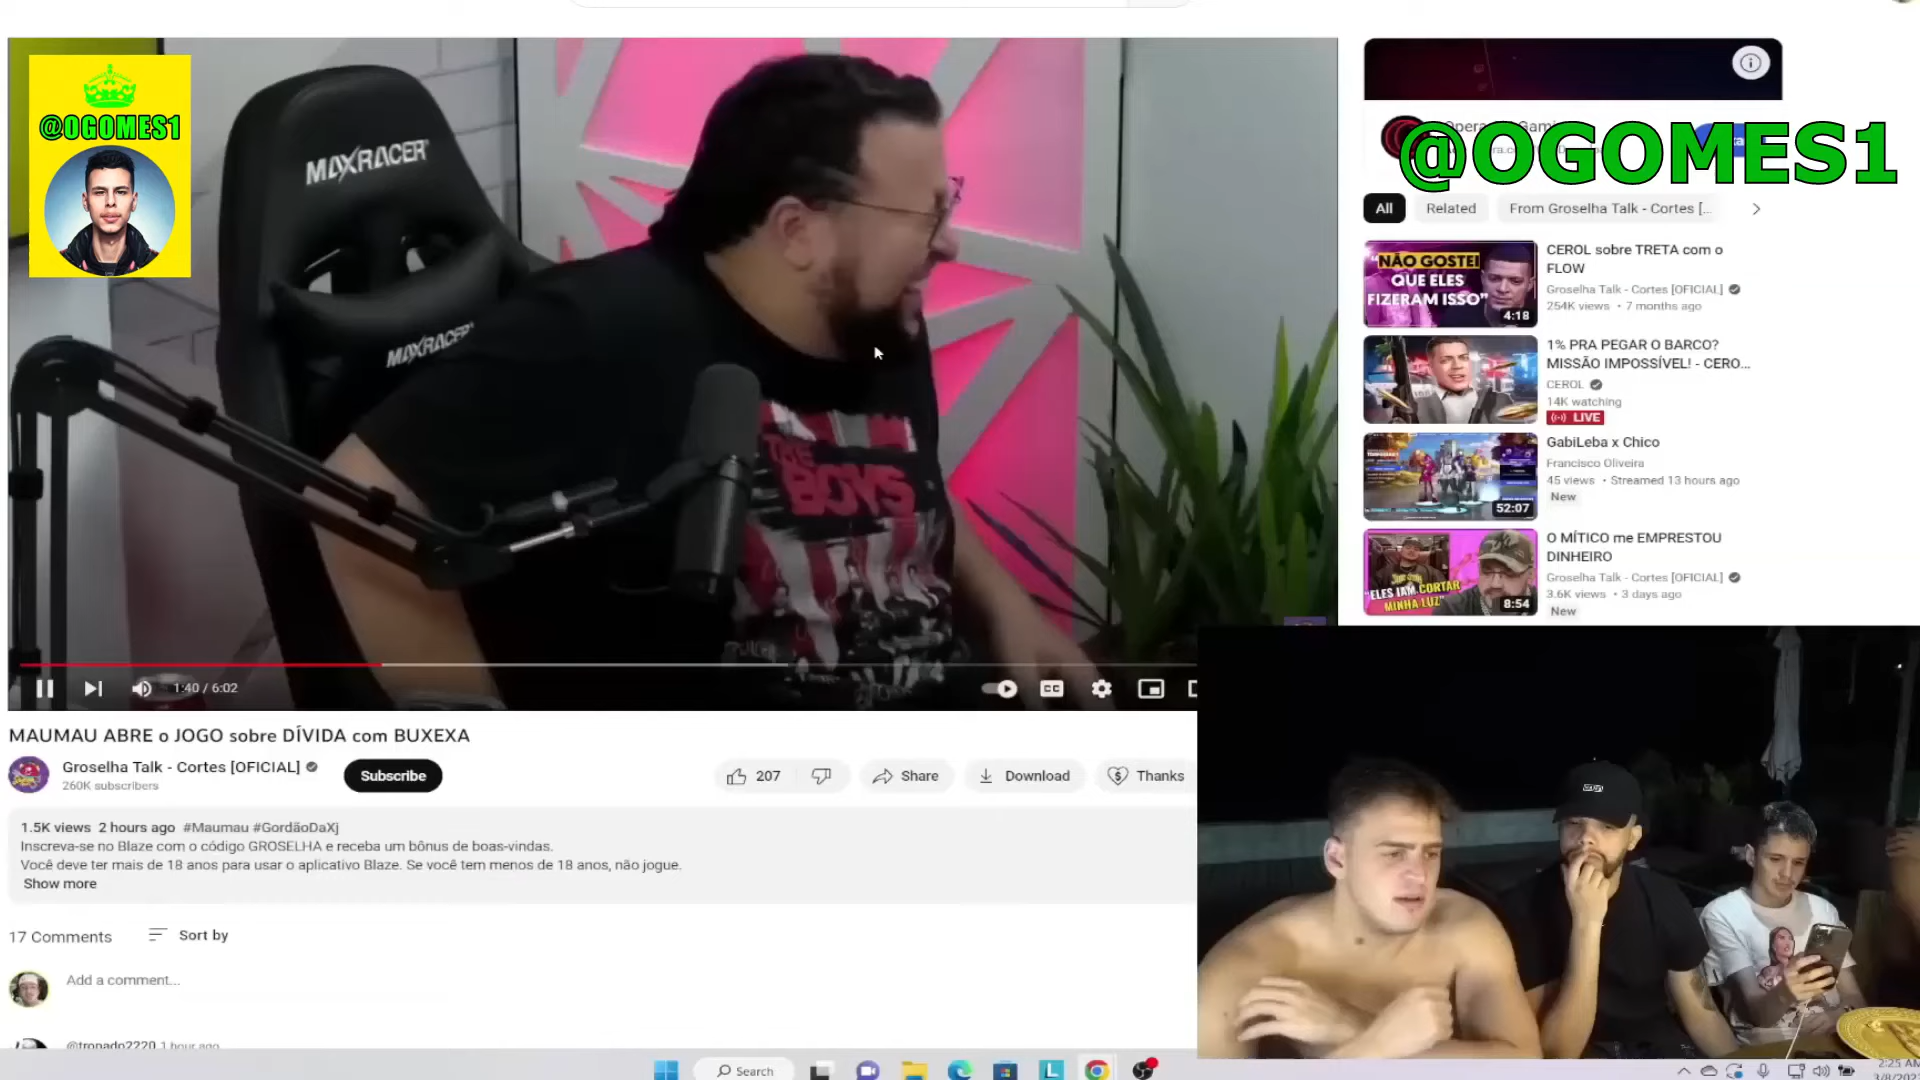 @OGOMES1
MAXRACER
MAXRACER
THE
BOYS
1:40 / 6:02
CC
MAUMAU ABRE o JOGO sobre DÍVIDA com BUXEXA
Groselha Talk - Cortes [OFICIAL]
260K subscribers
Subscribe
207
Share
Download
Thanks
1.5K views 2 hours ago #Maumau #GordãoDaXj
Inscreva-se no Blaze com o código GROSELHA e receba um bônus de boas-vindas.
Você deve ter mais de 18 anos para usar o aplicativo Blaze. Se você tem menos de 18 anos, não jogue.
Show more
17 Comments
Sort by
Add a comment...
@tronado2220 1 hour ago
@OGOMES1
All
Related
From Groselha Talk - Cortes [...
"NÃO GOSTEI
QUE ELES
FIZERAM ISSO"
4:18
CEROL sobre TRETA com o
FLOW
Groselha Talk - Cortes [OFICIAL]
254K views • 7 months ago
1% PRA PEGAR O BARCO?
MISSÃO IMPOSSÍVEL! - CERO...
CEROL
14K watching
LIVE
52:07
GabiLeba x Chico
Francisco Oliveira
45 views • Streamed 13 hours ago
New
"ELES IAM CORTAR
MINHA LUZ"
8:54
O MÍTICO me EMPRESTOU
DINHEIRO
Groselha Talk - Cortes [OFICIAL]
3.6K views • 3 days ago
New
Search
2:25 AM